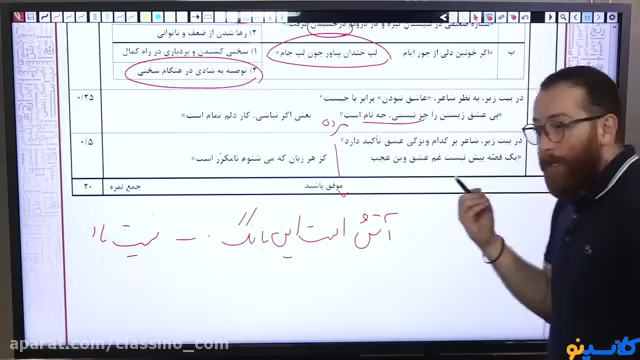 ۲) رها شدن از ضعف و ناتوانی
ب «اگر خونین دلی از جور ایام لب خندان بیاور چون لب جام» ۱) سختی کشیدن و بردباری در راه کمال
۳) توصیه به شادی در هنگام سختی
در بیت زیر، به نظر شاعر، «عاشق نبودن» برابر با چیست؟ ۰/۲۵
«بی عشق زیستن را جز نیستی، چه نام است؟ یعنی اگر نباشی، کار دلم تمام است»
مرده
در بیت زیر، شاعر بر کدام ویژگی عشق تأکید دارد؟ ۰/۵
«یک قصّه بیش نیست غم عشق وین عجب کز هر زبان که می شنوم نامکرّر است»
موفق باشید جمع نمره ۲۰
آتش است این بانگ ... نیست باد
aparat.com/classino_com
کلاسینو